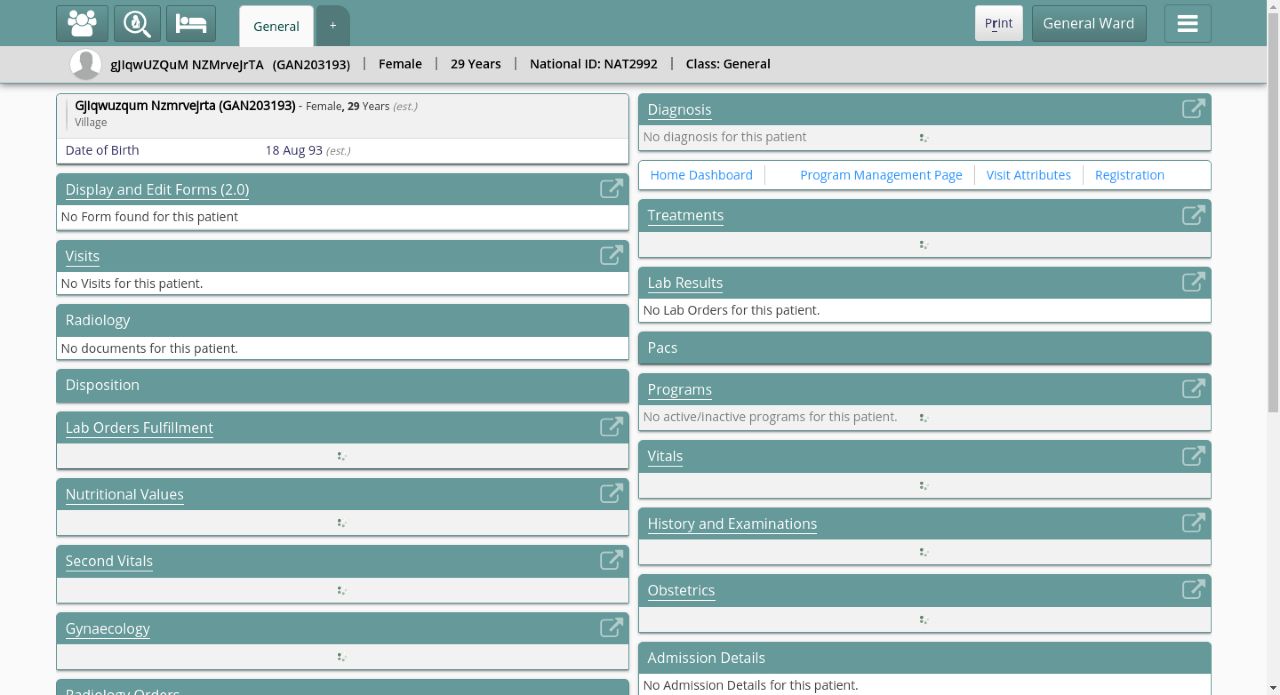 General
+
Print
General Ward
gJIqwUZQuM NZMrveJrTA (GAN203193) | Female | 29 Years | National ID: NAT2992 | Class: General
GJIqwuzqum Nzmrvejrta (GAN203193) - Female, 29 Years (est.)
Village
Date of Birth 18 Aug 93 (est.)
Display and Edit Forms (2.0)
No Form found for this patient
Visits
No Visits for this patient.
Radiology
No documents for this patient.
Disposition
Lab Orders Fulfillment
Nutritional Values
Second Vitals
Gynaecology
Radiology Orders
Diagnosis
No diagnosis for this patient
Home Dashboard Program Management Page Visit Attributes Registration
Treatments
Lab Results
No Lab Orders for this patient.
Pacs
Programs
No active/inactive programs for this patient.
Vitals
History and Examinations
Obstetrics
Admission Details
No Admission Details for this patient.